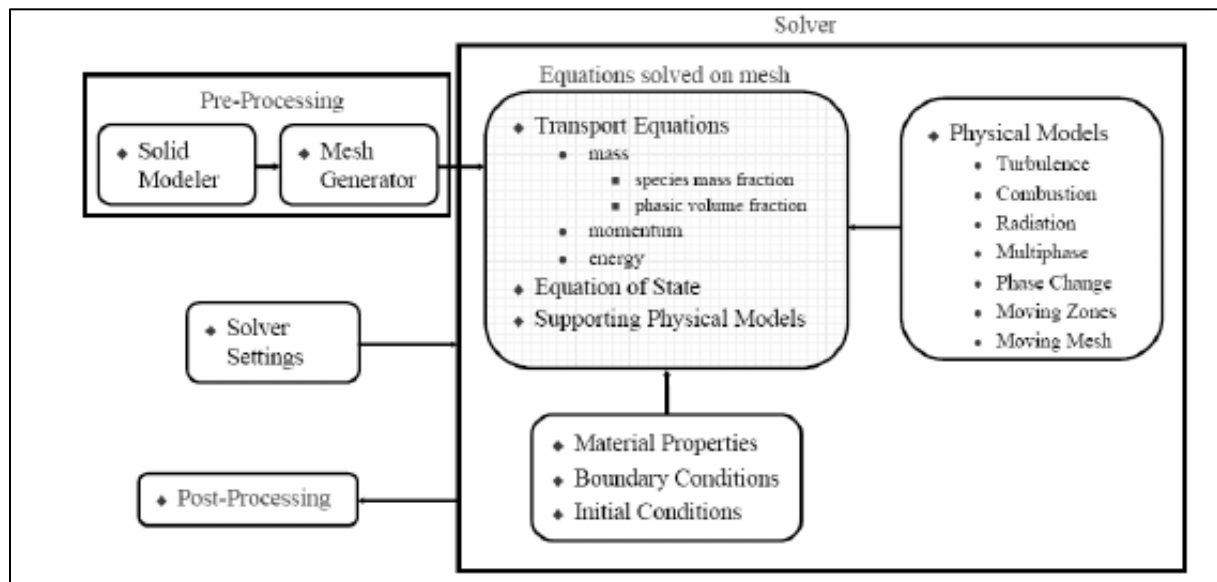 Solver
Pre-Processing
Solid
Modeler
Mesh
Generator
Equations solved on mesh
Transport Equations
mass
species mass fraction
phasic volume fraction
momentum
energy
Equation of State
Supporting Physical Models
Physical Models
Turbulence
Combustion
Radiation
Multiphase
Phase Change
Moving Zones
Moving Mesh
Solver
Settings
Material Properties
Boundary Conditions
Initial Conditions
Post-Processing